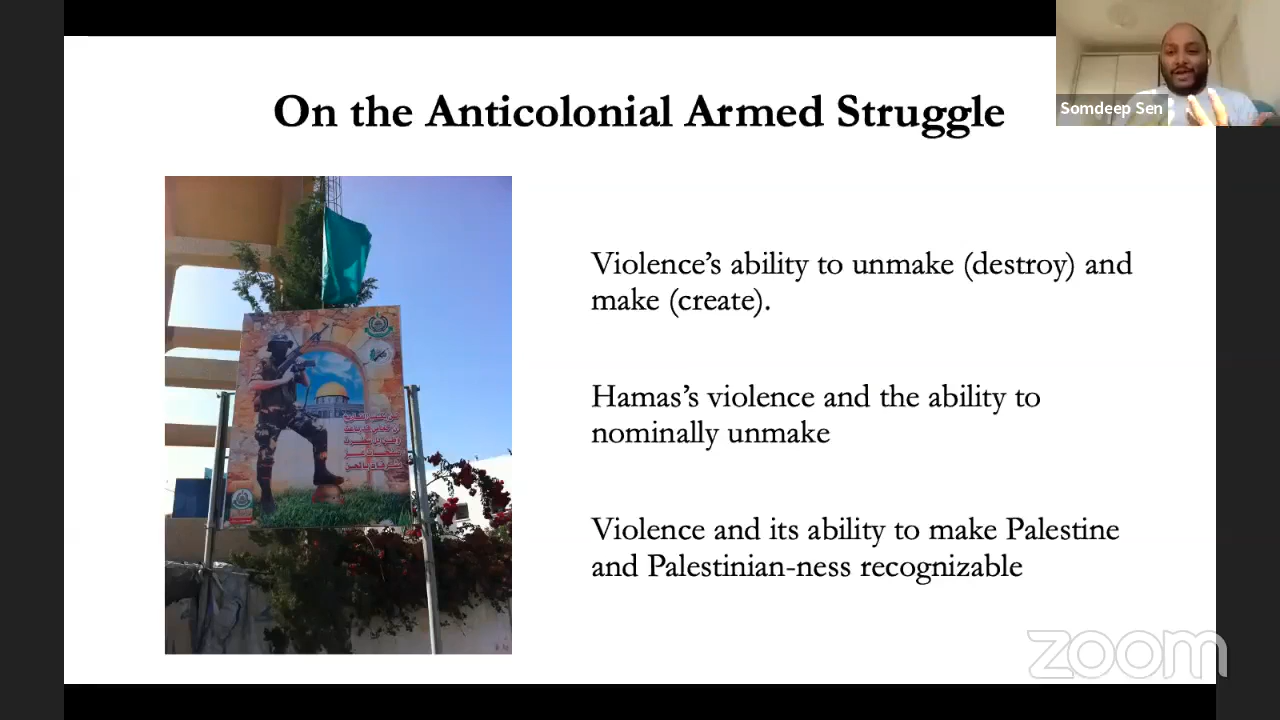 On the Anticolonial Armed Struggle
Somdeep Sen
Violence’s ability to unmake (destroy) and
make (create).
Hamas’s violence and the ability to
nominally unmake
Violence and its ability to make Palestine
and Palestinian-ness recognizable
zoom